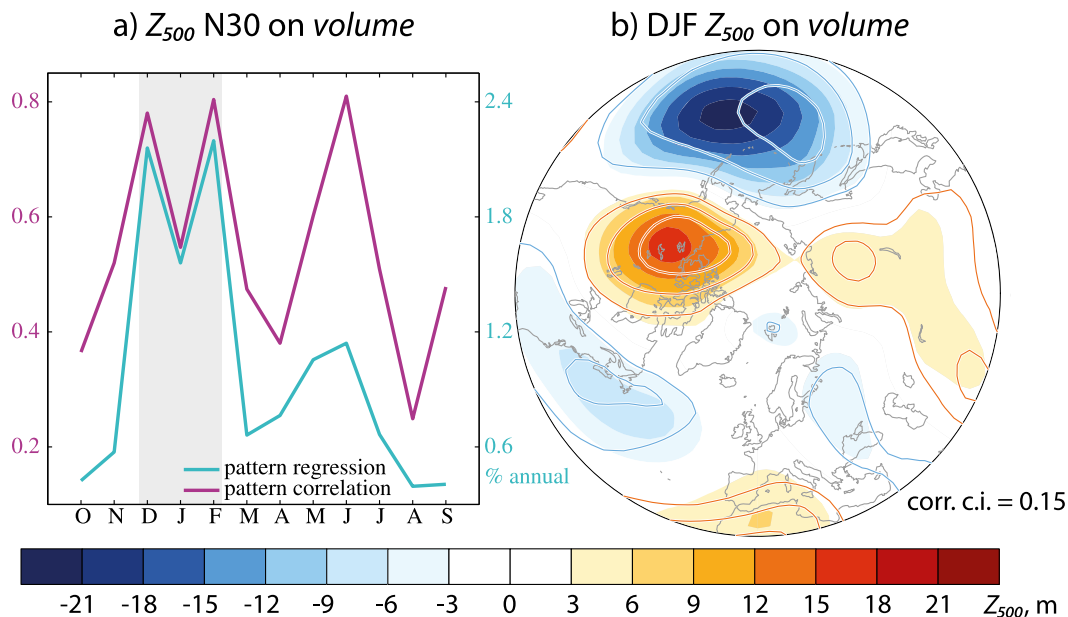 a) Z500 N30 on volume
b) DJF Z500 on volume
0.8
0.6
0.4
0.2
2.4
1.8
1.2
0.6
% annual
pattern regression
pattern correlation
O N D J F M A M J J A S
corr. c.i. = 0.15
-21 -18 -15 -12 -9 -6 -3 0 3 6 9 12 15 18 21 Z500, m